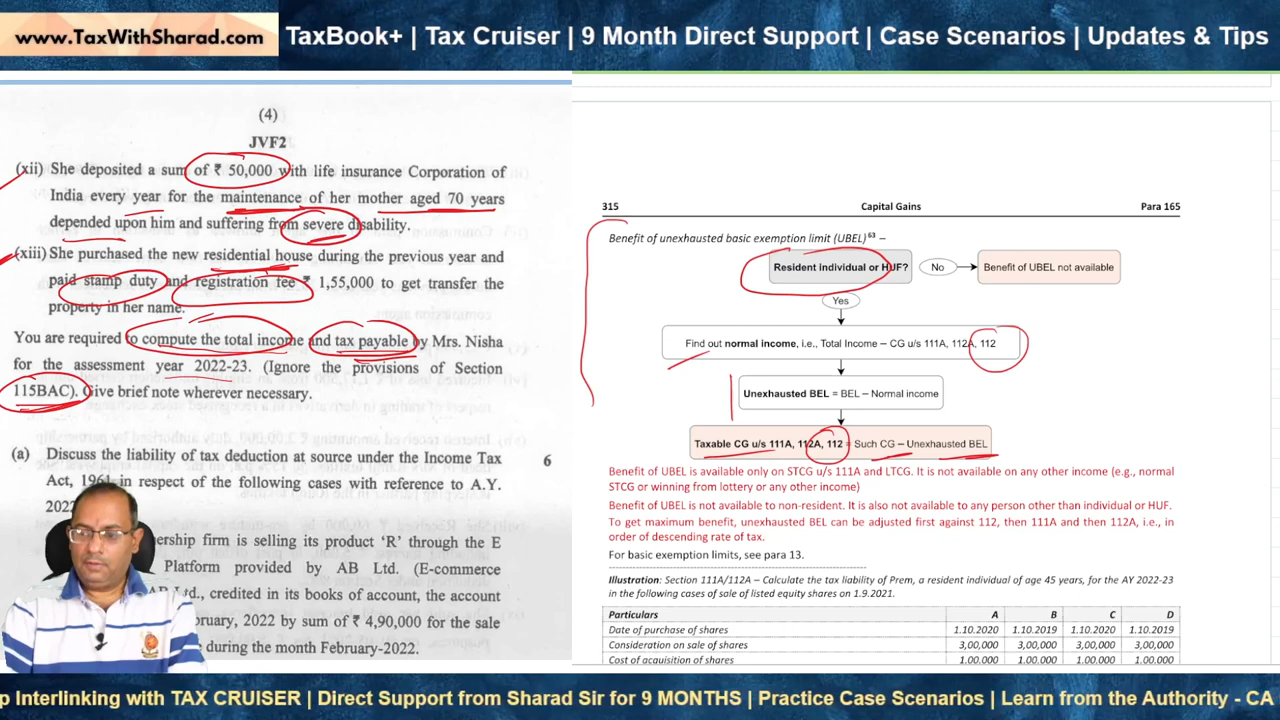 www.TaxWithSharad.com
TaxBook+ | Tax Cruiser | 9 Month Direct Support | Case Scenarios | Updates & Tips
(4)
JVF2
(xii) She deposited a sum of ₹ 50,000 with life insurance Corporation of
India every year for the maintenance of her mother aged 70 years
depended upon him and suffering from severe disability.
(xiii) She purchased the new residential house during the previous year and
paid stamp duty and registration fee ₹ 1,55,000 to get transfer the
property in her name.
You are required to compute the total income and tax payable by Mrs. Nisha
for the assessment year 2022-23. (Ignore the provisions of Section
115BAC). Give brief note wherever necessary.
(a) Discuss the liability of tax deduction at source under the Income Tax 6
Act, 1961 in respect of the following cases with reference to A.Y.
2022
ership firm is selling its product 'R' through the E
Platform provided by AB Ltd. (E-commerce
AB Ltd., credited in its books of account, the account
bruary, 2022 by sum of ₹ 4,90,000 for the sale
during the month February-2022.
315 Capital Gains Para 165
Benefit of unexhausted basic exemption limit (UBEL) 63 –
Resident individual or HUF?
No
Benefit of UBEL not available
Yes
Find out normal income, i.e., Total Income – CG u/s 111A, 112A, 112
Unexhausted BEL = BEL – Normal income
Taxable CG u/s 111A, 112A, 112 = Such CG – Unexhausted BEL
Benefit of UBEL is available only on STCG u/s 111A and LTCG. It is not available on any other income (e.g., normal
STCG or winning from lottery or any other income)
Benefit of UBEL is not available to non-resident. It is also not available to any person other than individual or HUF.
To get maximum benefit, unexhausted BEL can be adjusted first against 112, then 111A and then 112A, i.e., in
order of descending rate of tax.
For basic exemption limits, see para 13.
Illustration: Section 111A/112A – Calculate the tax liability of Prem, a resident individual of age 45 years, for the AY 2022-23
in the following cases of sale of listed equity shares on 1.9.2021.
Particulars A B C D
Date of purchase of shares 1.10.2020 1.10.2019 1.10.2020 1.10.2019
Consideration on sale of shares 3,00,000 3,00,000 3,00,000 3,00,000
Cost of acquisition of shares 1,00,000 1,00,000 1,00,000 1,00,000
p Interlinking with TAX CRUISER | Direct Support from Sharad Sir for 9 MONTHS | Practice Case Scenarios | Learn from the Authority - CA